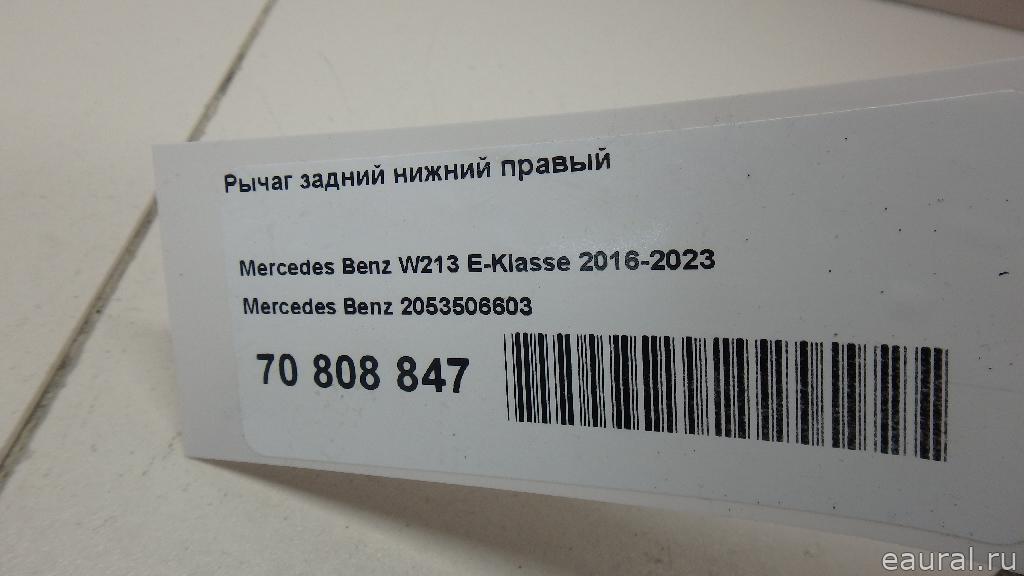 Рычаг задний нижний правый
Mercedes Benz W213 E-Klasse 2016-2023
Mercedes Benz 2053506603
70 808 847
eaural.ru